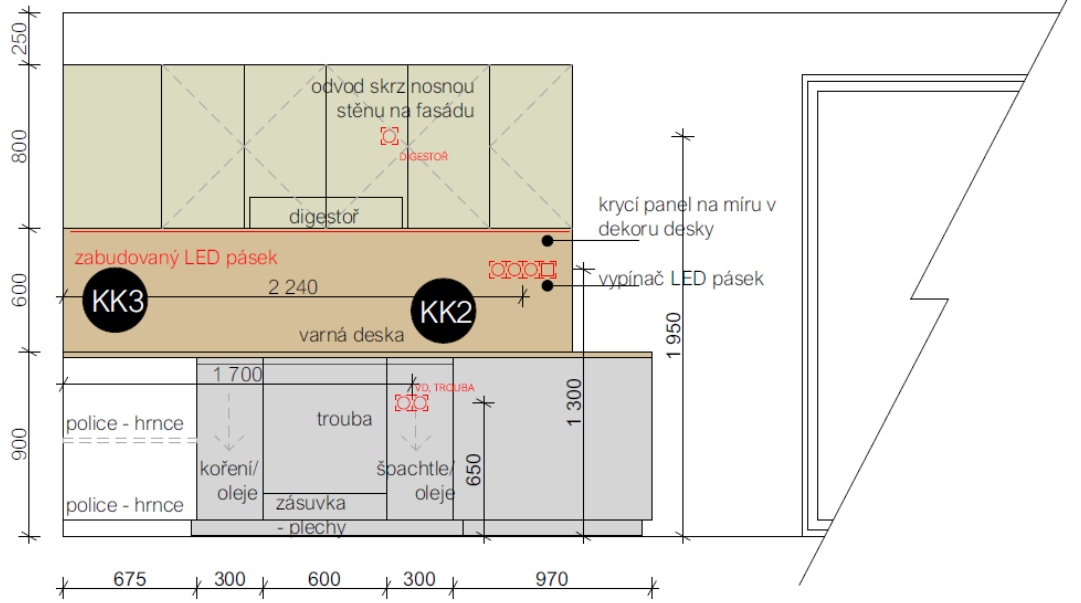 250
800
600
900
odvod skrz nosnou
stěnu na fasádu
DIGESTOŘ
digestoř
krycí panel na míru v
dekoru desky
zabudovaný LED pásek
vypínač LED pásek
2 240
KK3
KK2
varná deska
1 950
1 300
650
1 700
VD, TROUBA
police - hrnce
trouba
koření/
oleje
špachtle/
oleje
police - hrnce
zásuvka
- plechy
675
300
600
300
970